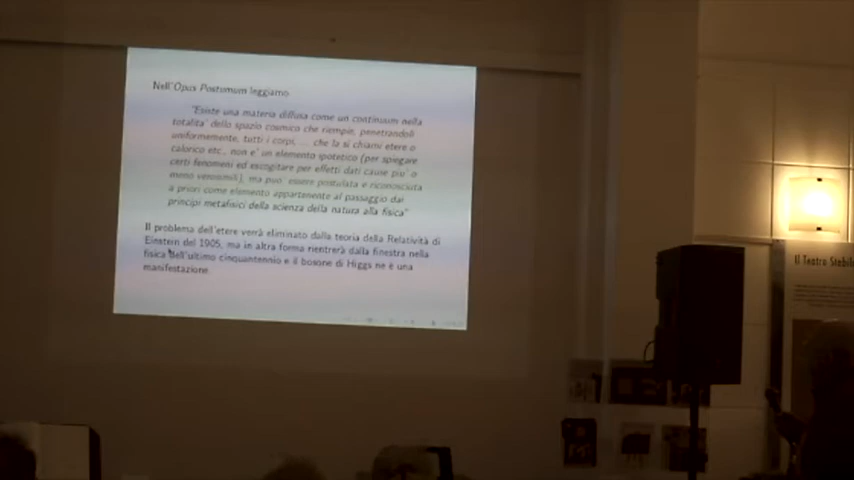 Nell'Opus Postumum leggiamo
"Esiste una materia diffusa come un continuum nella
totalita' dello spazio cosmico che riempie, penetrandoli
uniformemente, tutti i corpi, ... che la si chiami etere o
calorico etc., non e' un elemento ipotetico (per spiegare
certi fenomeni ed escogitare per effetti dati cause piu' o
meno verosimili), ma puo' essere postulata e riconosciuta
a priori come elemento appartenente al passaggio dai
principi metafisici della scienza della natura alla fisica"
Il problema dell'etere verrà eliminato dalla teoria della Relatività di
Einstein del 1905, ma in altra forma rientrerà dalla finestra nella
fisica dell'ultimo cinquantennio e il bosone di Higgs ne è una
manifestazione
Il Teatro Stabil